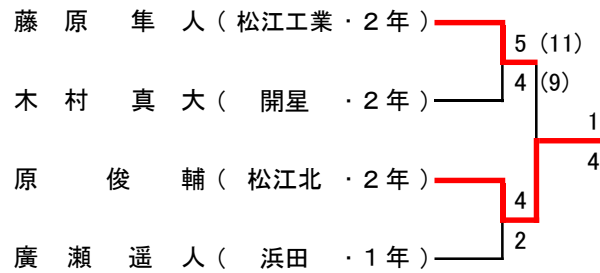 藤原 隼人(松江工業・2年)
5 (11)
4 (9)
木村 真大(開星・2年)
1
4
原 俊輔(松江北・2年)
4
2
廣瀬 遥人(浜田・1年)